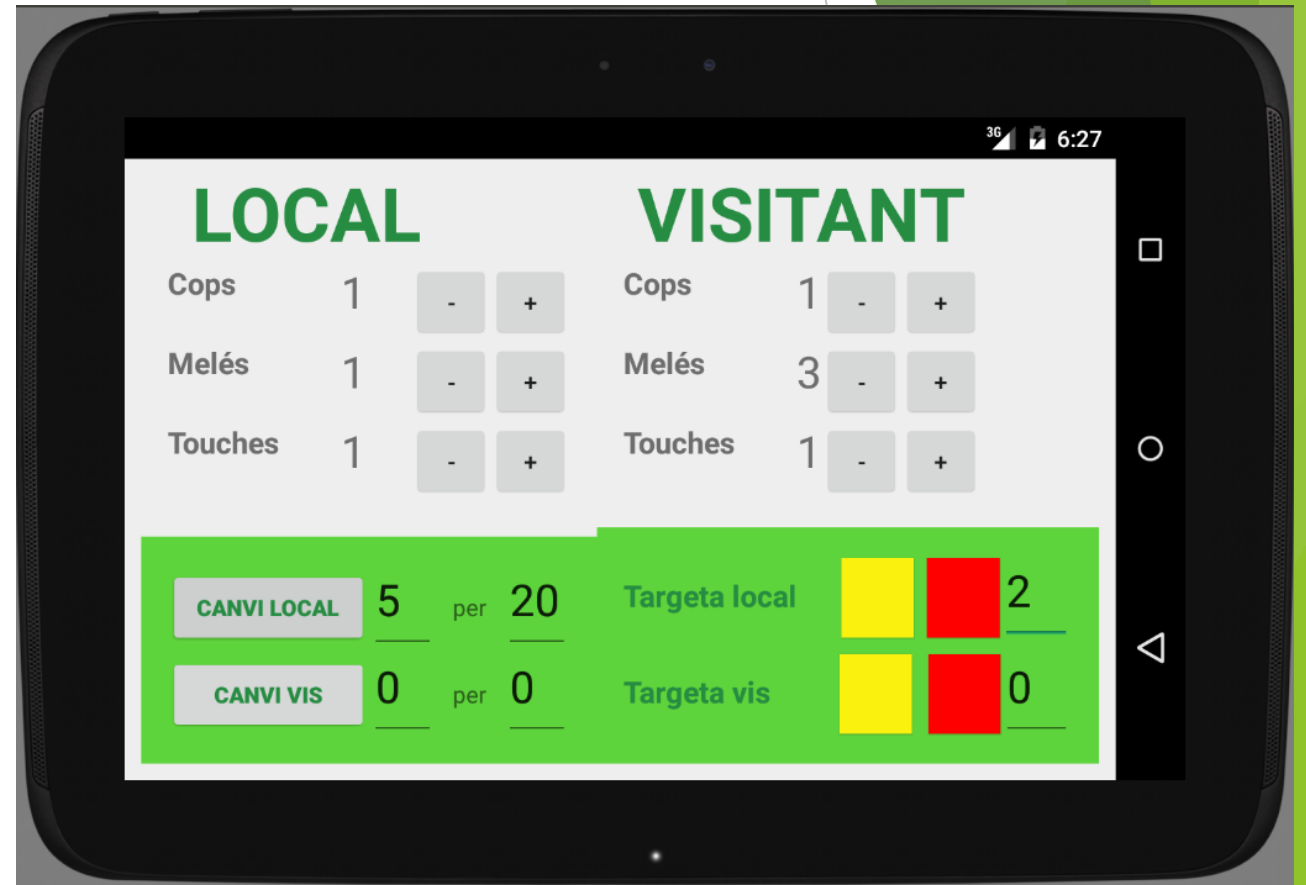 3G 6:27
LOCAL VISITANT
Cops 1 - + Cops 1 - +
Melés 1 - + Melés 3 - +
Touches 1 - + Touches 1 - +
CANVI LOCAL 5 per 20 Targeta local 2
CANVI VIS 0 per 0 Targeta vis 0